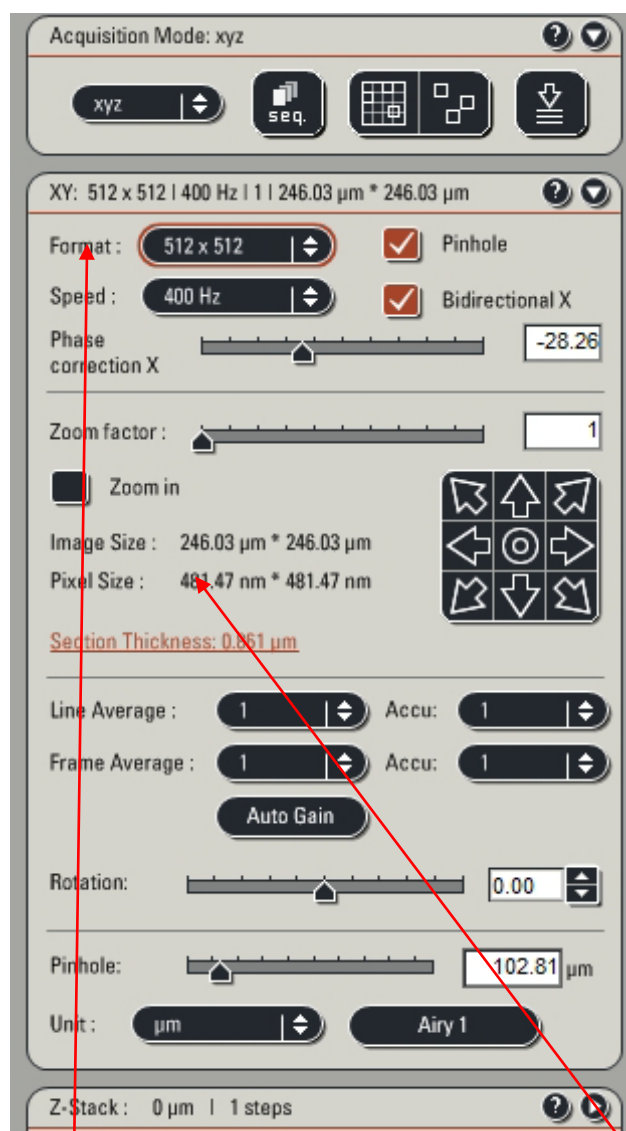 Acquisition Mode: xyz
xyz
seq.
XY: 512 x 512 | 400 Hz | 1 | 246.03 µm * 246.03 µm
Format : 512 x 512 Pinhole
Speed : 400 Hz Bidirectional X
Phase
correction X -28.26
Zoom factor : 1
Zoom in
Image Size : 246.03 µm * 246.03 µm
Pixel Size : 481.47 nm * 481.47 nm
Section Thickness: 0.861 µm
Line Average : 1 Accu: 1
Frame Average : 1 Accu: 1
Auto Gain
Rotation: 0.00
Pinhole: 102.81 µm
Unit : µm Airy 1
Z-Stack : 0 µm | 1 steps